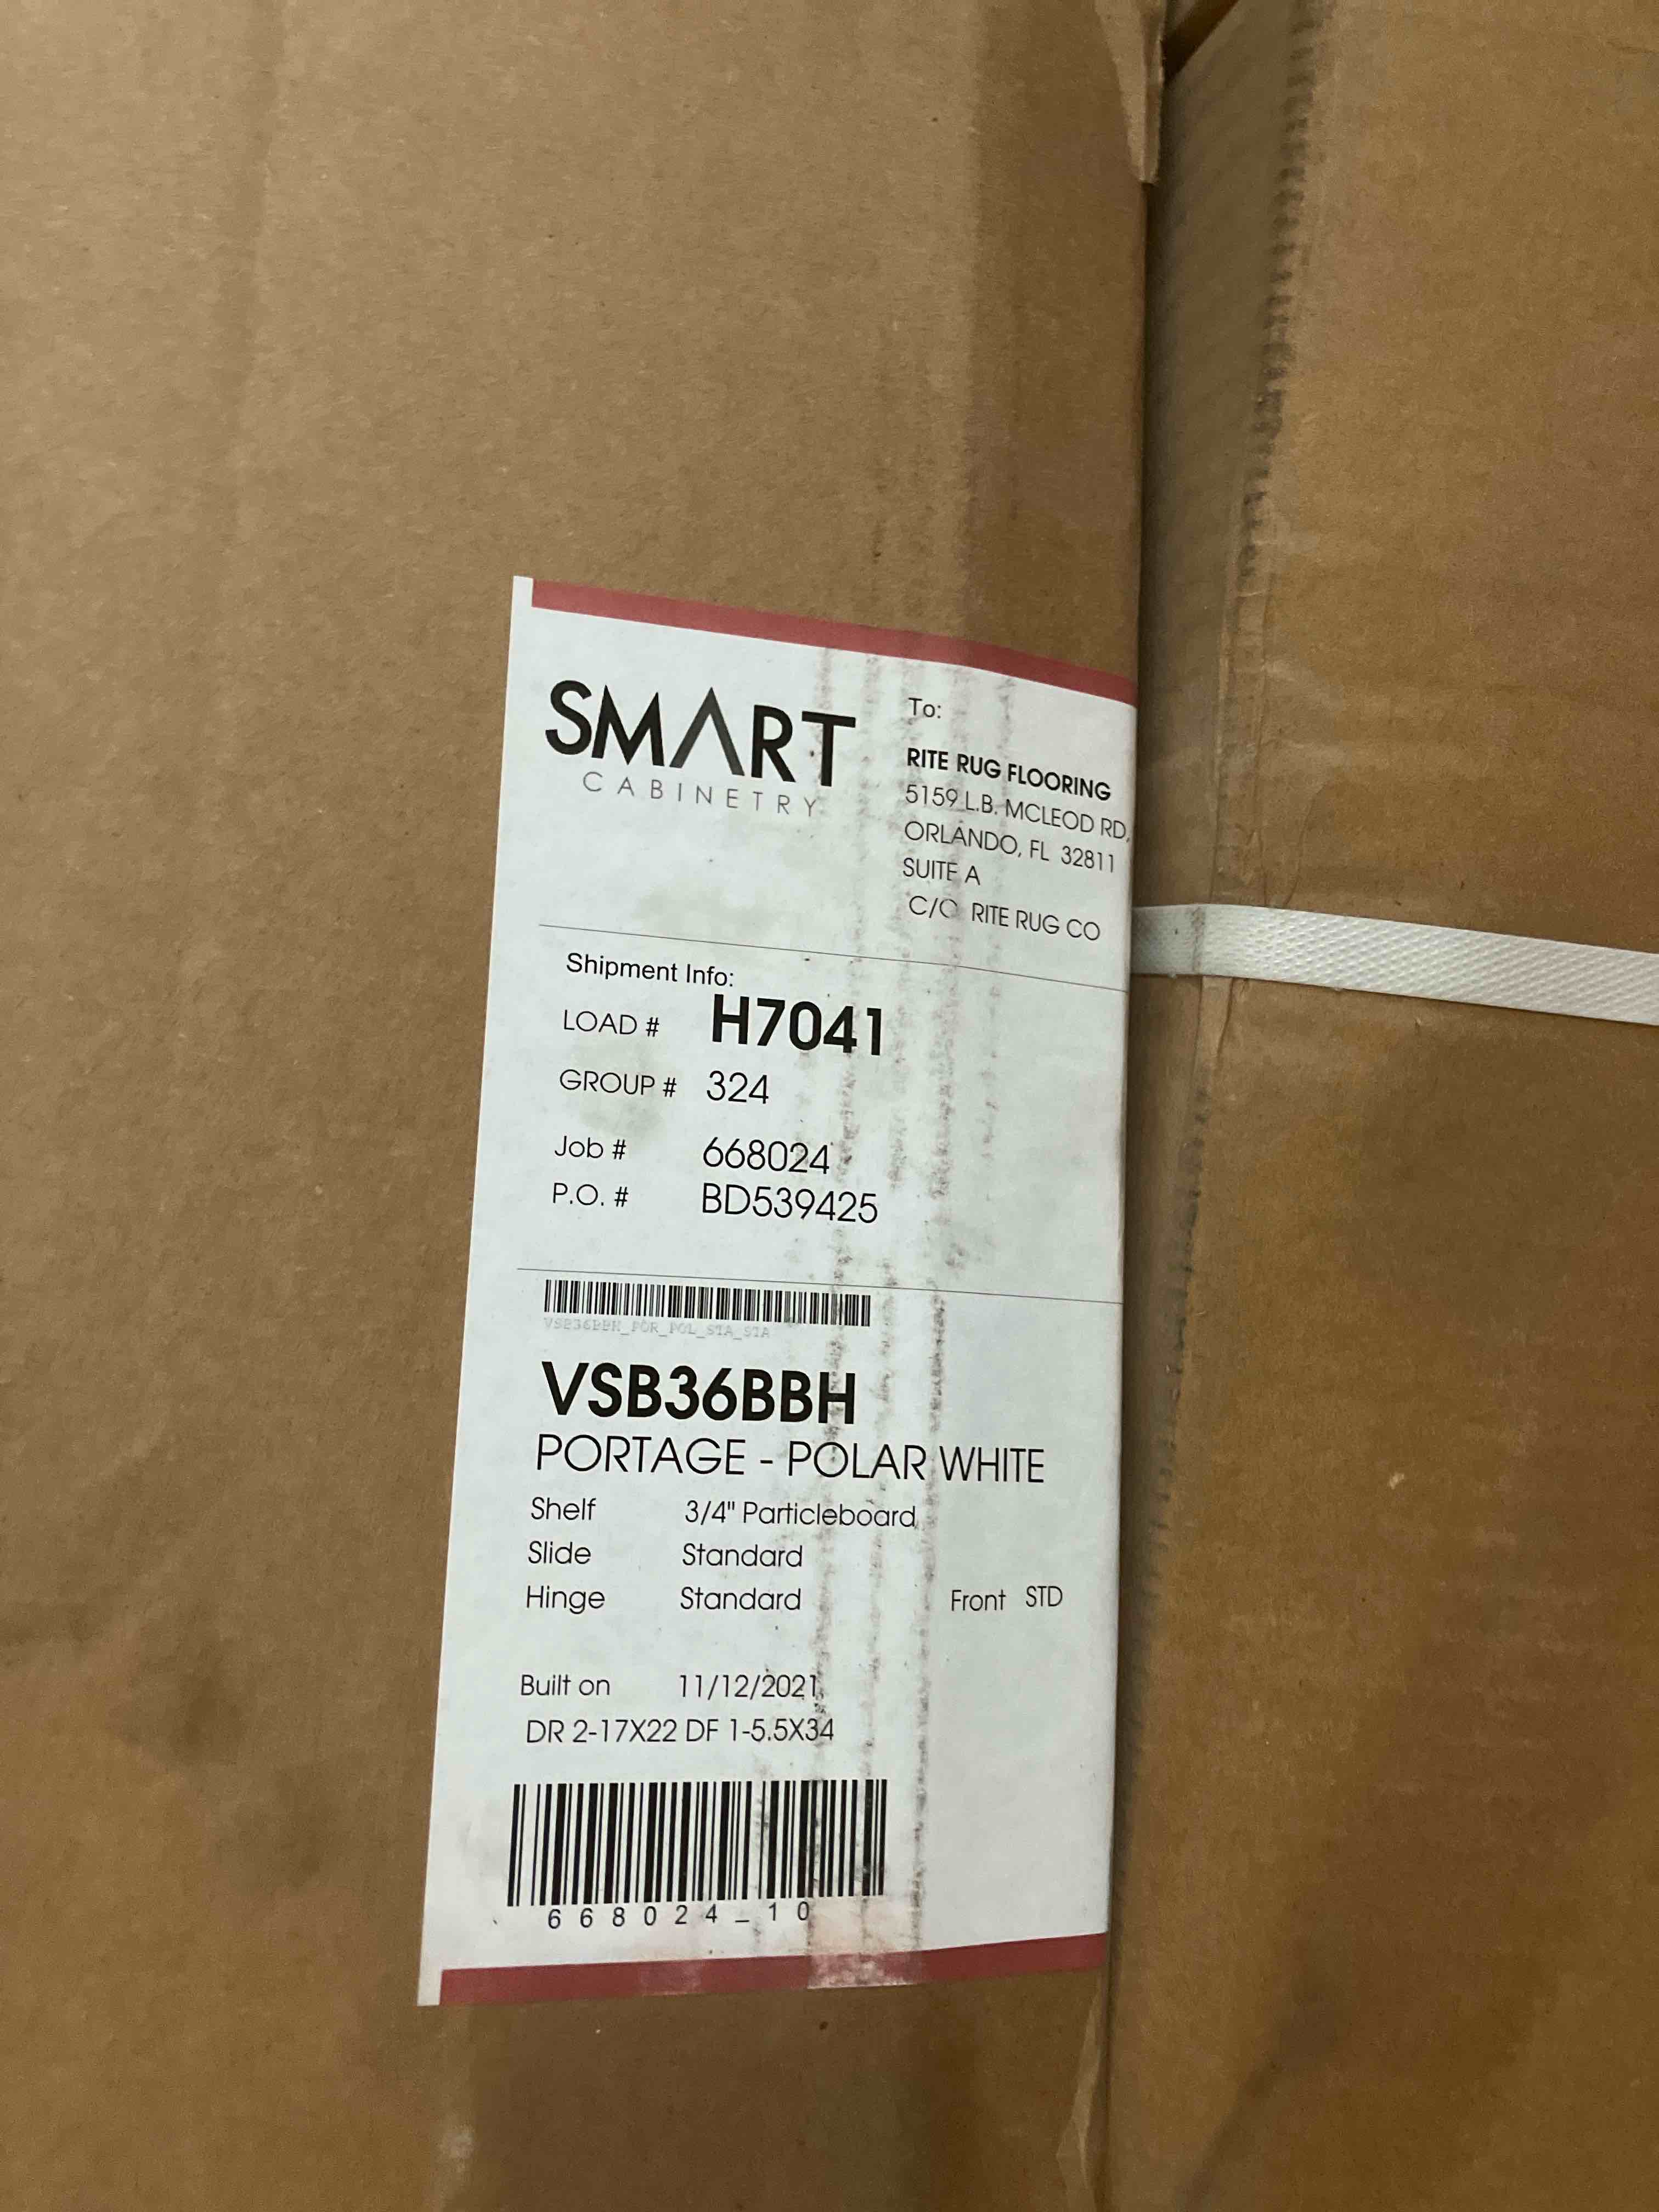 SMART
CABINETRY
To:
RITE RUG FLOORING
5159 L.B. MCLEOD RD,
ORLANDO, FL 32811
SUITE A
C/O RITE RUG CO
Shipment Info:
LOAD # H7041
GROUP # 324
Job # 668024
P.O. # BD539425
VSB36BBH_POR_POL_STA_STA
VSB36BBH
PORTAGE - POLAR WHITE
Shelf 3/4" Particleboard
Slide Standard
Hinge Standard Front STD
Built on 11/12/2021
DR 2-17X22 DF 1-5.5X34
668024_10